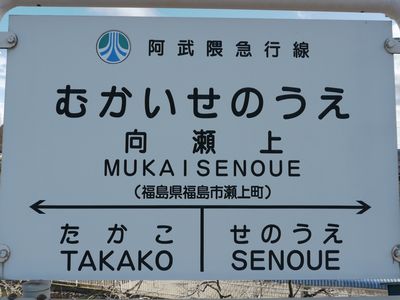 阿武隈急行線
むかいせのうえ
向瀬上
MUKAISENOUE
(福島県福島市瀬上町)
たかこ せのうえ
TAKAKO SENOUE